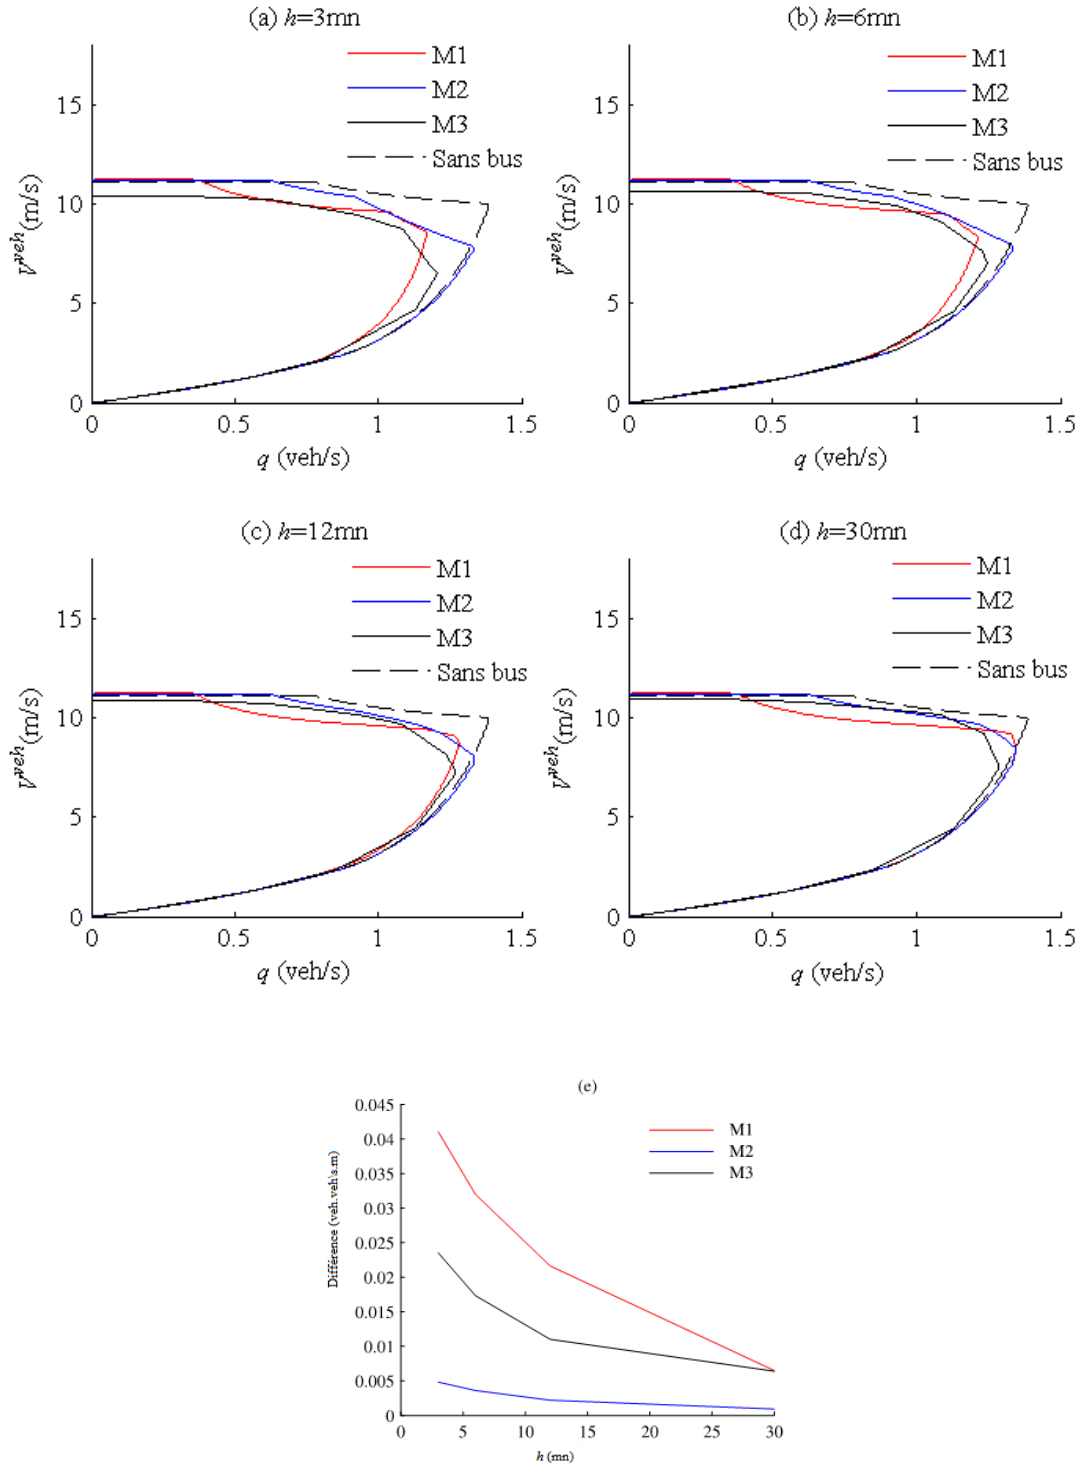 (a) h=3mn
M1
M2
M3
Sans bus
15
10
5
0
V^veh(m/s)
0 0.5 1 1.5
q (veh/s)
(b) h=6mn
M1
M2
M3
Sans bus
15
10
5
0
V^veh(m/s)
0 0.5 1 1.5
q (veh/s)
(c) h=12mn
M1
M2
M3
Sans bus
15
10
5
0
V^veh(m/s)
0 0.5 1 1.5
q (veh/s)
(d) h=30mn
M1
M2
M3
Sans bus
15
10
5
0
V^veh(m/s)
0 0.5 1 1.5
q (veh/s)
(e)
M1
M2
M3
0.045
0.04
0.035
0.03
0.025
0.02
0.015
0.01
0.005
0
Différence (veh.veh\s.m)
0 5 10 15 20 25 30
h (mn)